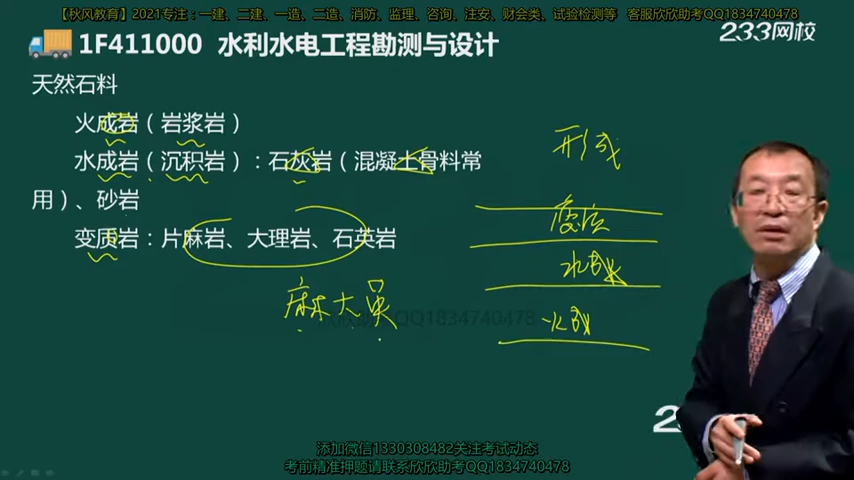 【秋风教育】2021专注：一建、二建、一造、二造、消防、监理、咨询、注安、财会类、试验检测等 客服欣欣助考QQ1834740478
1F411000 水利水电工程勘测与设计
233网校
天然石料
火成岩（岩浆岩）
水成岩（沉积岩）：石灰岩（混凝土骨料常
用）、砂岩
变质岩：片麻岩、大理岩、石英岩
形成
变质
水成
火成
麻大
QQ1834740478
添加微信1330308482关注考试动态
考前精准押题请联系欣欣助考QQ1834740478